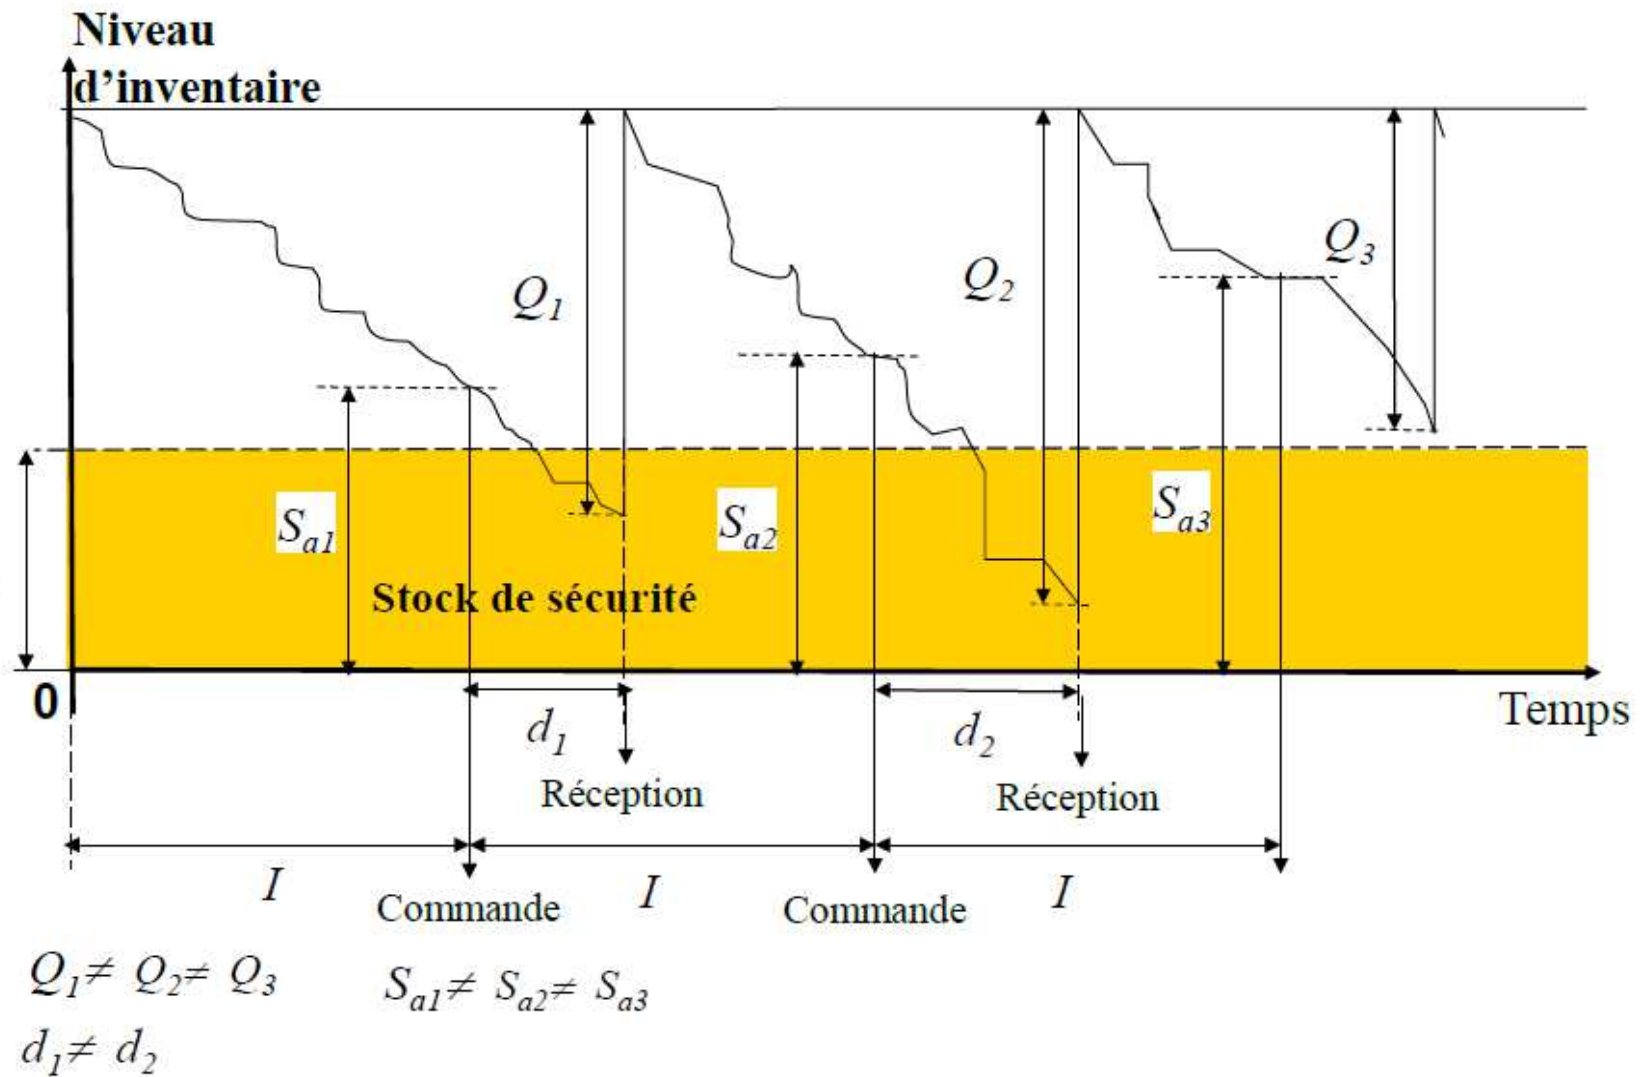 Niveau
d'inventaire
Q1
Q2
Q3
Sa1
Sa2
Sa3
Stock de sécurité
0
Temps
d1
d2
Réception
Réception
I
I
I
Commande
Commande
Q1≠ Q2≠ Q3
Sa1≠ Sa2≠ Sa3
d1≠ d2